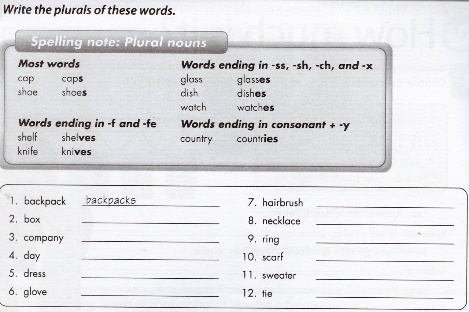 Write the plurals of these words.
Spelling note: Plural nouns
Most words
cap caps
shoe shoes
Words ending in -ss, -sh, -ch, and -x
glass glasses
dish dishes
watch watches
Words ending in -f and -fe
shelf shelves
knife knives
Words ending in consonant + -y
country countries
1. backpack backpacks
2. box
3. company
4. day
5. dress
6. glove
7. hairbrush
8. necklace
9. ring
10. scarf
11. sweater
12. tie